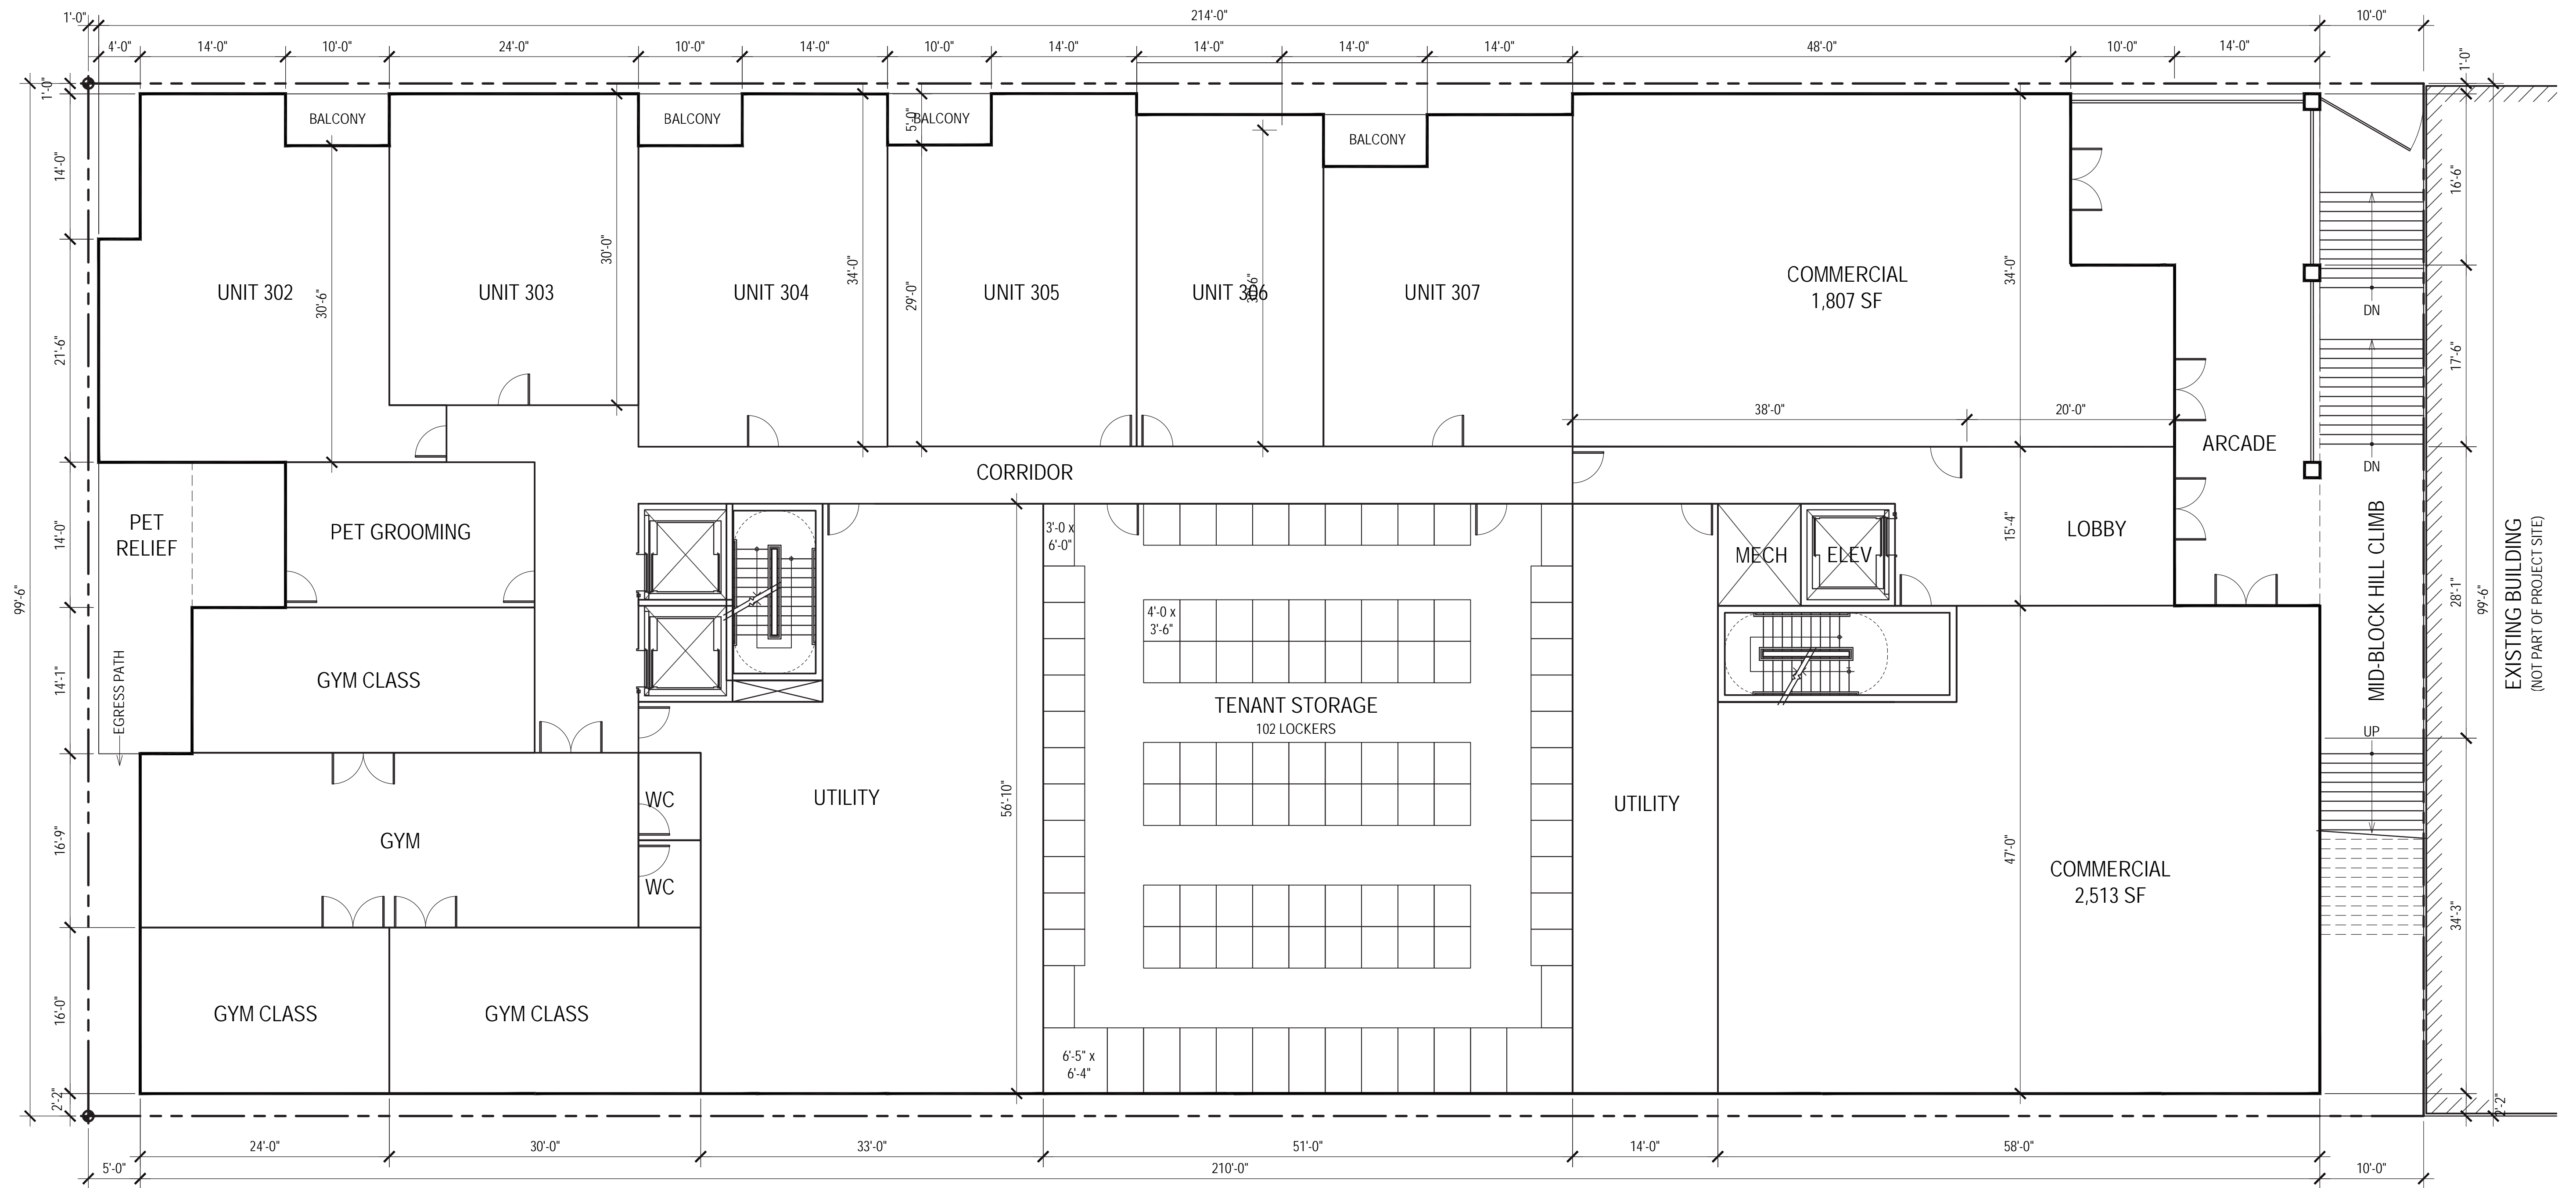 1'-0"
214'-0"
10'-0"
4'-0"
14'-0"
10'-0"
24'-0"
10'-0"
14'-0"
10'-0"
14'-0"
14'-0"
14'-0"
14'-0"
48'-0"
10'-0"
14'-0"
1'-0"
1'-0"
BALCONY
BALCONY
5'-0"
BALCONY
BALCONY
14'-0"
16'-6"
30'-0"
34'-0"
34'-0"
UNIT 302
30'-6"
UNIT 303
UNIT 304
29'-0"
UNIT 305
UNIT 306
UNIT 307
COMMERCIAL
1,807 SF
DN
21'-6"
17'-6"
38'-0"
20'-0"
ARCADE
DN
CORRIDOR
PET
RELIEF
PET GROOMING
14'-0"
3'-0 x
6'-0"
15'-4"
LOBBY
MECH
ELEV
MID-BLOCK HILL CLIMB
EXISTING BUILDING
(NOT PART OF PROJECT SITE)
99'-6"
28'-1"
99'-6"
4'-0 x
3'-6"
EGRESS PATH
14'-1"
GYM CLASS
TENANT STORAGE
102 LOCKERS
UP
WC
UTILITY
56'-10"
UTILITY
16'-9"
GYM
47'-0"
COMMERCIAL
2,513 SF
WC
34'-3"
16'-0"
GYM CLASS
GYM CLASS
6'-5" x
6'-4"
2'-2"
2'-2"
24'-0"
30'-0"
33'-0"
51'-0"
14'-0"
58'-0"
5'-0"
210'-0"
10'-0"